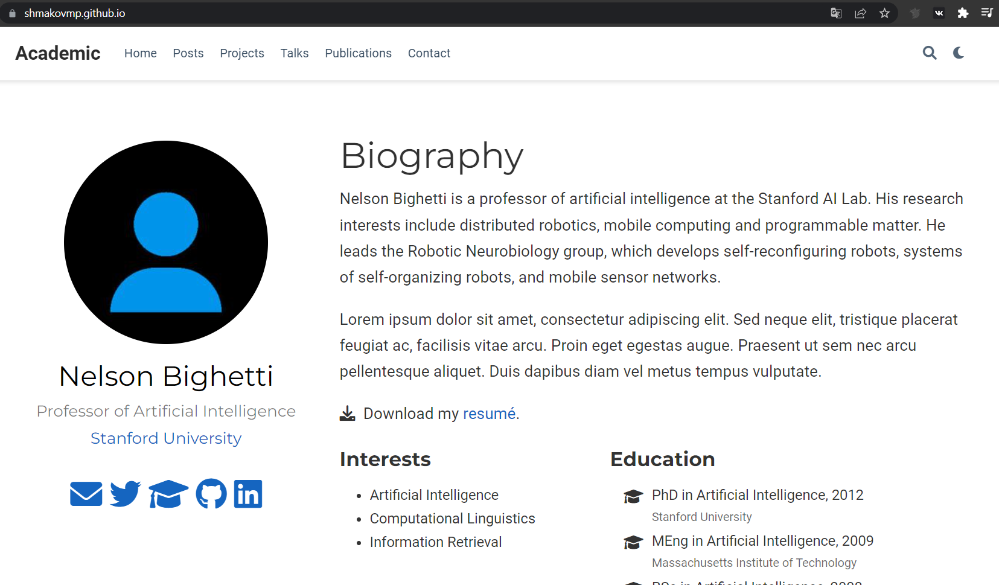 shmakovmp.github.io
Academic Home Posts Projects Talks Publications Contact
Nelson Bighetti
Professor of Artificial Intelligence
Stanford University
Biography
Nelson Bighetti is a professor of artificial intelligence at the Stanford AI Lab. His research
interests include distributed robotics, mobile computing and programmable matter. He
leads the Robotic Neurobiology group, which develops self-reconfiguring robots, systems
of self-organizing robots, and mobile sensor networks.
Lorem ipsum dolor sit amet, consectetur adipiscing elit. Sed neque elit, tristique placerat
feugiat ac, facilisis vitae arcu. Proin eget egestas augue. Praesent ut sem nec arcu
pellentesque aliquet. Duis dapibus diam vel metus tempus vulputate.
Download my resumé.
Interests
Artificial Intelligence
Computational Linguistics
Information Retrieval
Education
PhD in Artificial Intelligence, 2012
Stanford University
MEng in Artificial Intelligence, 2009
Massachusetts Institute of Technology